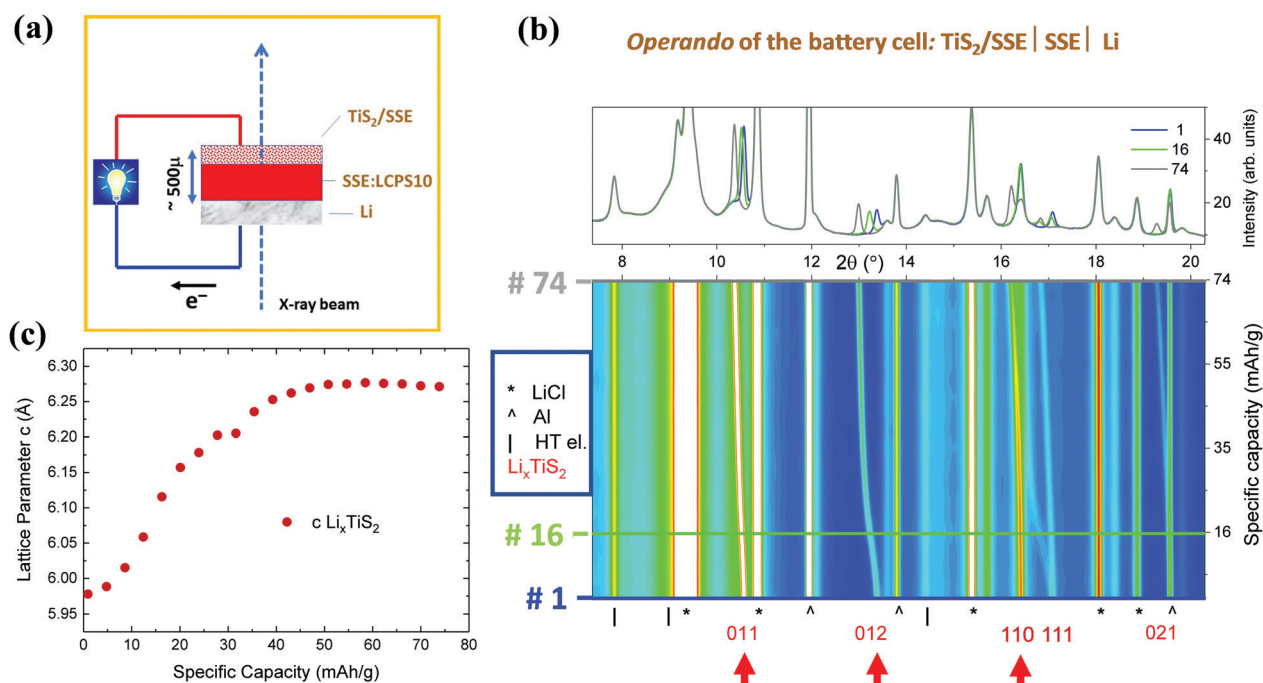 (a)
TiS₂/SSE
~ 500μ
SSE:LCPS10
Li
e⁻
X-ray beam
(b)
Operando of the battery cell: TiS₂/SSE | SSE | Li
40
20
Intensity (arb. units)
1
16
74
8 10 12 14 16 18 20
2θ (°)
# 74
# 16
# 1
* LiCl
^ Al
| HT el.
LiₓTiS₂
74
55
35
16
Specific capacity (mAh/g)
| | * * ^ ^ | * * * ^
011 012 110 111 021
(c)
6.30
6.25
6.20
6.15
6.10
6.05
6.00
5.95
Lattice Parameter c (Å)
c LiₓTiS₂
0 10 20 30 40 50 60 70 80
Specific Capacity (mAh/g)